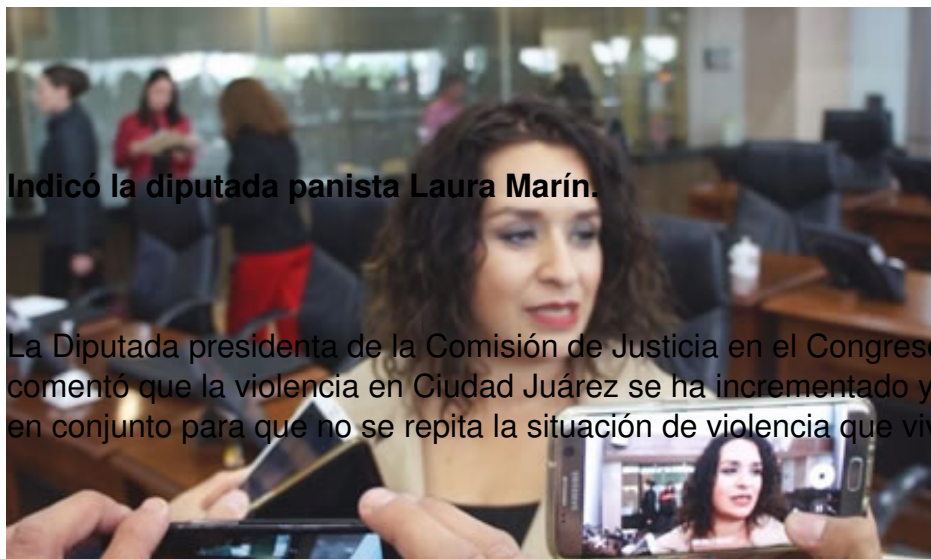 Indicó la diputada panista Laura Marín.
La Diputada presidenta de la Comisión de Justicia en el Congreso
comentó que la violencia en Ciudad Juárez se ha incrementado y
en conjunto para que no se repita la situación de violencia que viv
SAMSUNG